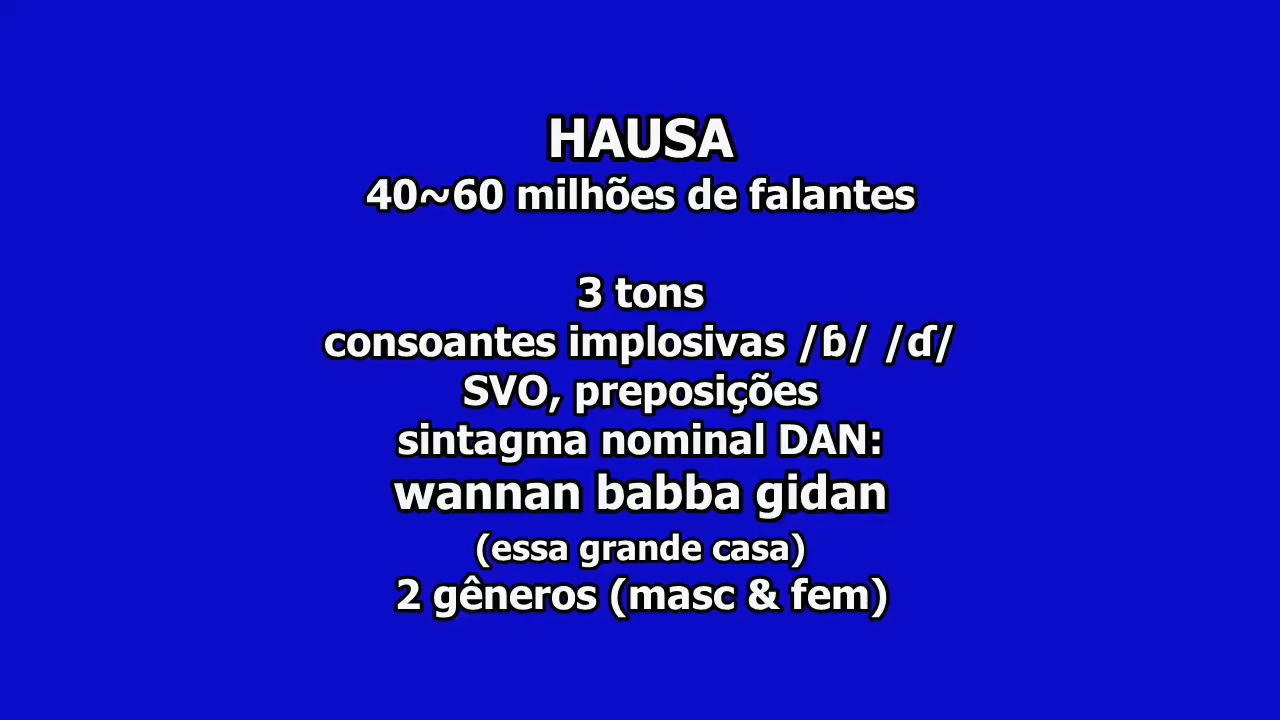 HAUSA
40~60 milhões de falantes
3 tons
consoantes implosivas /ɓ/ /ɗ/
SVO, preposições
sintagma nominal DAN:
wannan babba gidan
(essa grande casa)
2 gêneros (masc & fem)